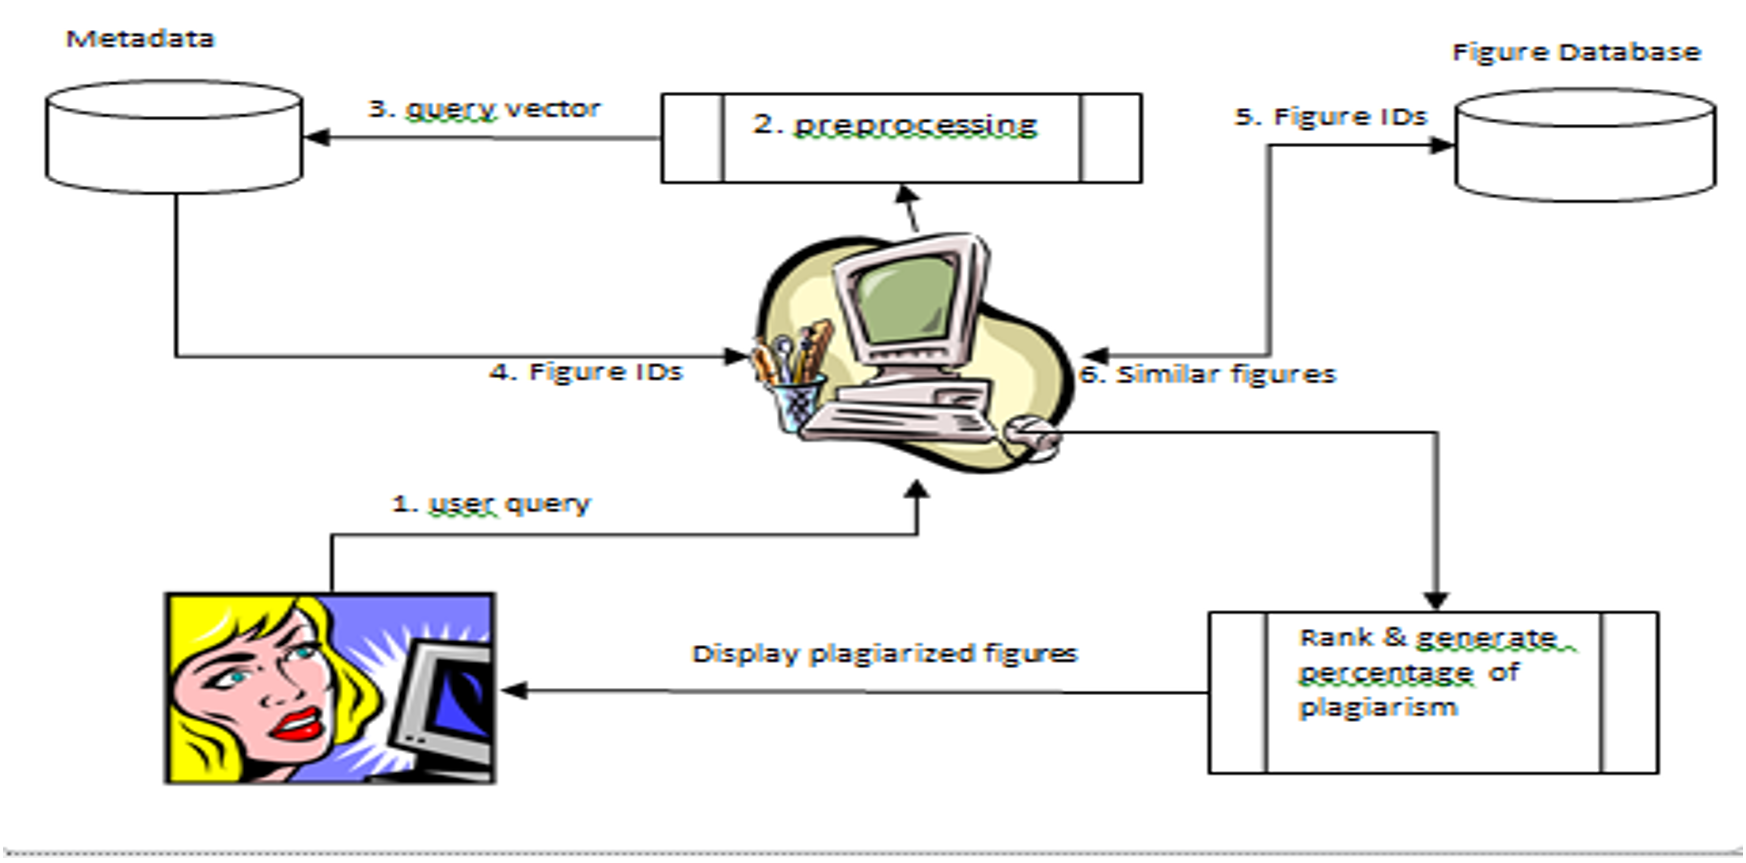 Metadata
Figure Database
3. query vector
2. preprocessing
5. Figure IDs
4. Figure IDs
6. Similar figures
1. user query
Display plagiarized figures
Rank & generate
percentage of
plagiarism